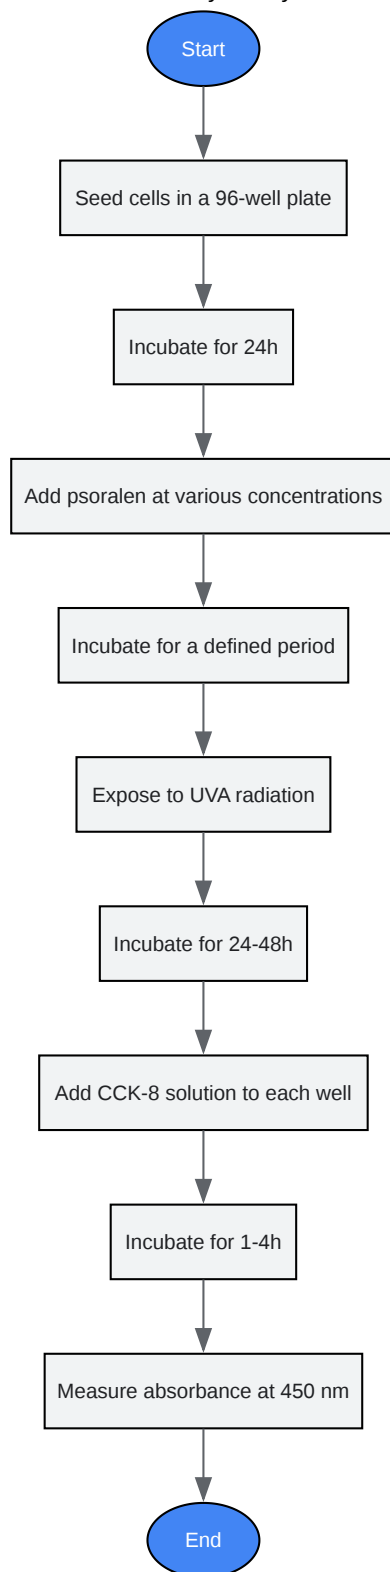 Start
Seed cells in a 96-well plate
Incubate for 24h
Add psoralen at various concentrations
Incubate for a defined period
Expose to UVA radiation
Incubate for 24-48h
Add CCK-8 solution to each well
Incubate for 1-4h
Measure absorbance at 450 nm
End